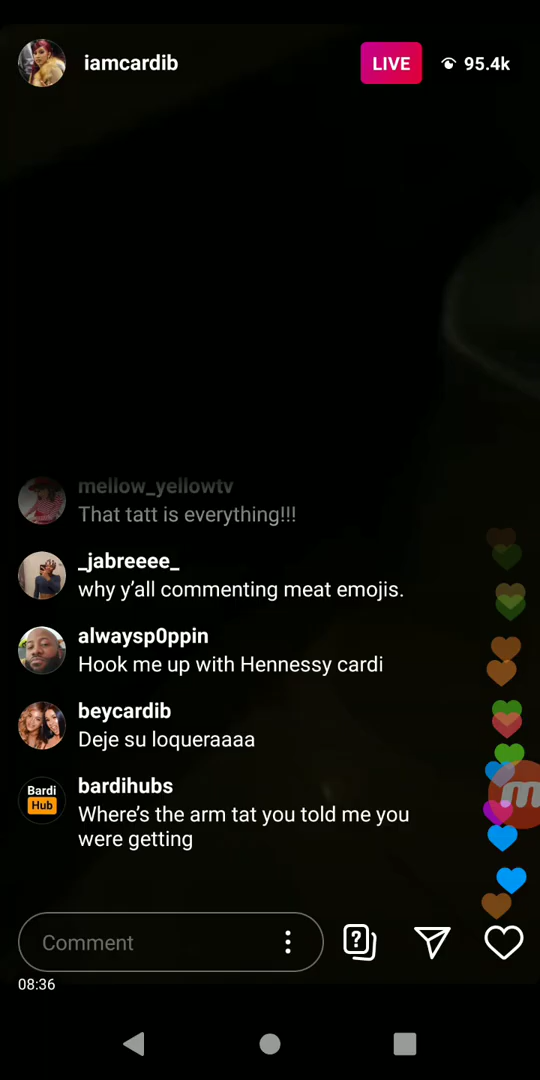 iamcardib
LIVE
95.4k
mellow_yellowtv
That tatt is everything!!!
_jabreeee_
why y’all commenting meat emojis.
alwaysp0ppin
Hook me up with Hennessy cardi
beycardib
Deje su loqueraaaa
Bardi
Hub
bardihubs
Where’s the arm tat you told me you
were getting
Comment
?
08:36